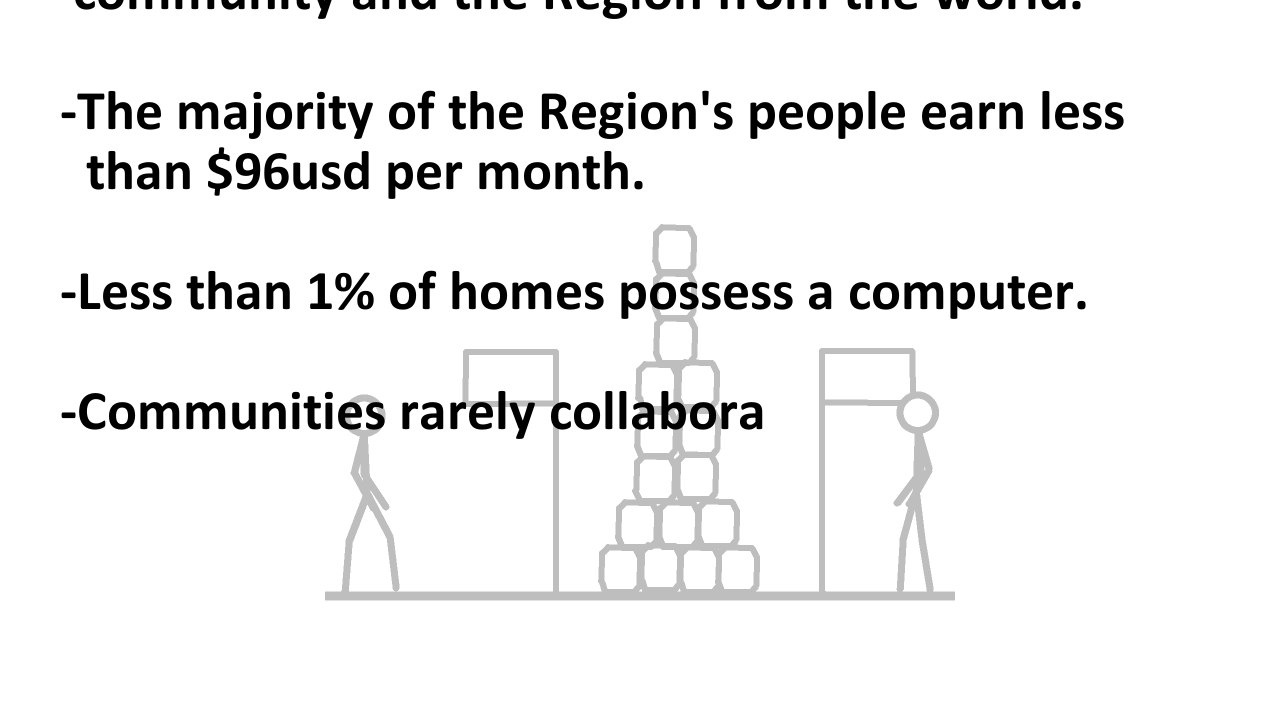 community and the Region from the world.
-The majority of the Region's people earn less
than $96usd per month.
-Less than 1% of homes possess a computer.
-Communities rarely collabora